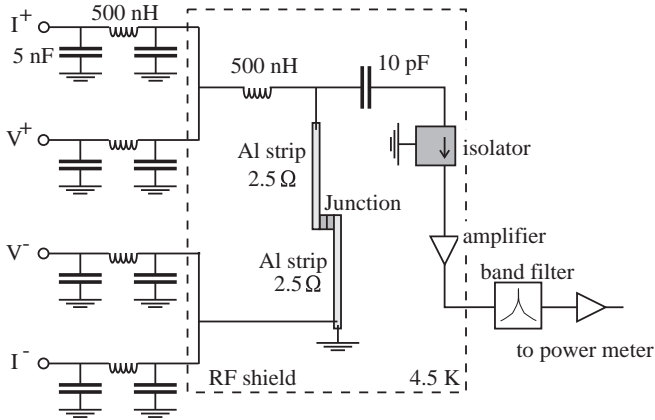 I+
500 nH
5 nF
500 nH
10 pF
V+
Al strip
2.5 Ω
isolator
Junction
amplifier
V-
Al strip
2.5 Ω
band filter
I -
RF shield
4.5 K
to power meter